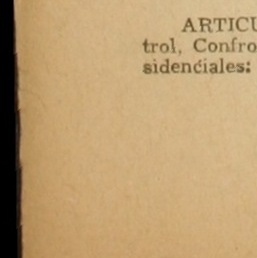 ARTICU
trol, Confro
sidenciales: